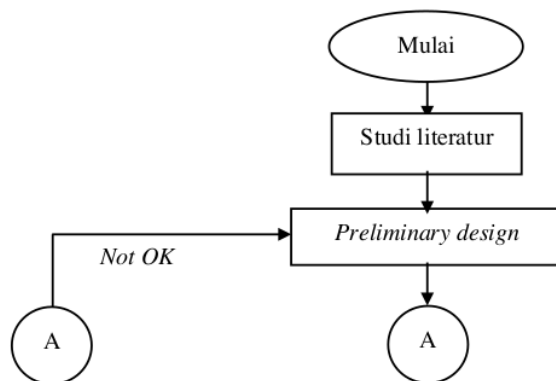 Mulai
Studi literatur
Preliminary design
Not OK
A
A